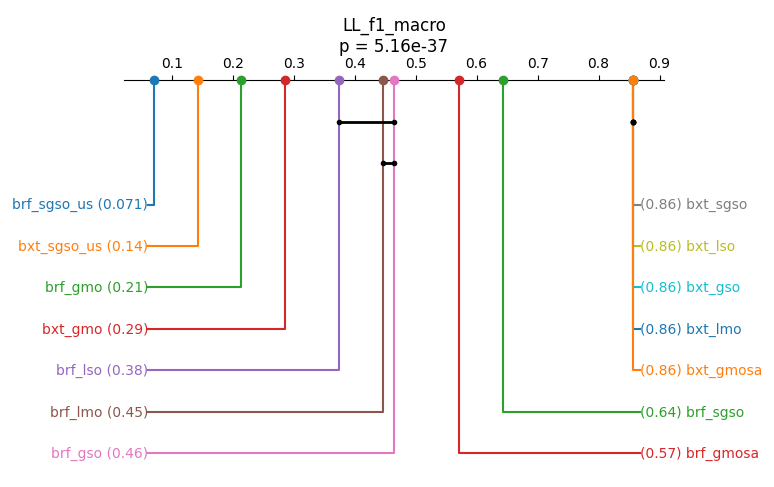 LL_f1_macro
p = 5.16e-37
0.1 0.2 0.3 0.4 0.5 0.6 0.7 0.8 0.9
brf_sgso_us (0.071) (0.86) bxt_sgso
bxt_sgso_us (0.14) (0.86) bxt_lso
brf_gmo (0.21) (0.86) bxt_gso
bxt_gmo (0.29) (0.86) bxt_lmo
brf_lso (0.38) (0.86) bxt_gmosa
brf_lmo (0.45) (0.64) brf_sgso
brf_gso (0.46) (0.57) brf_gmosa